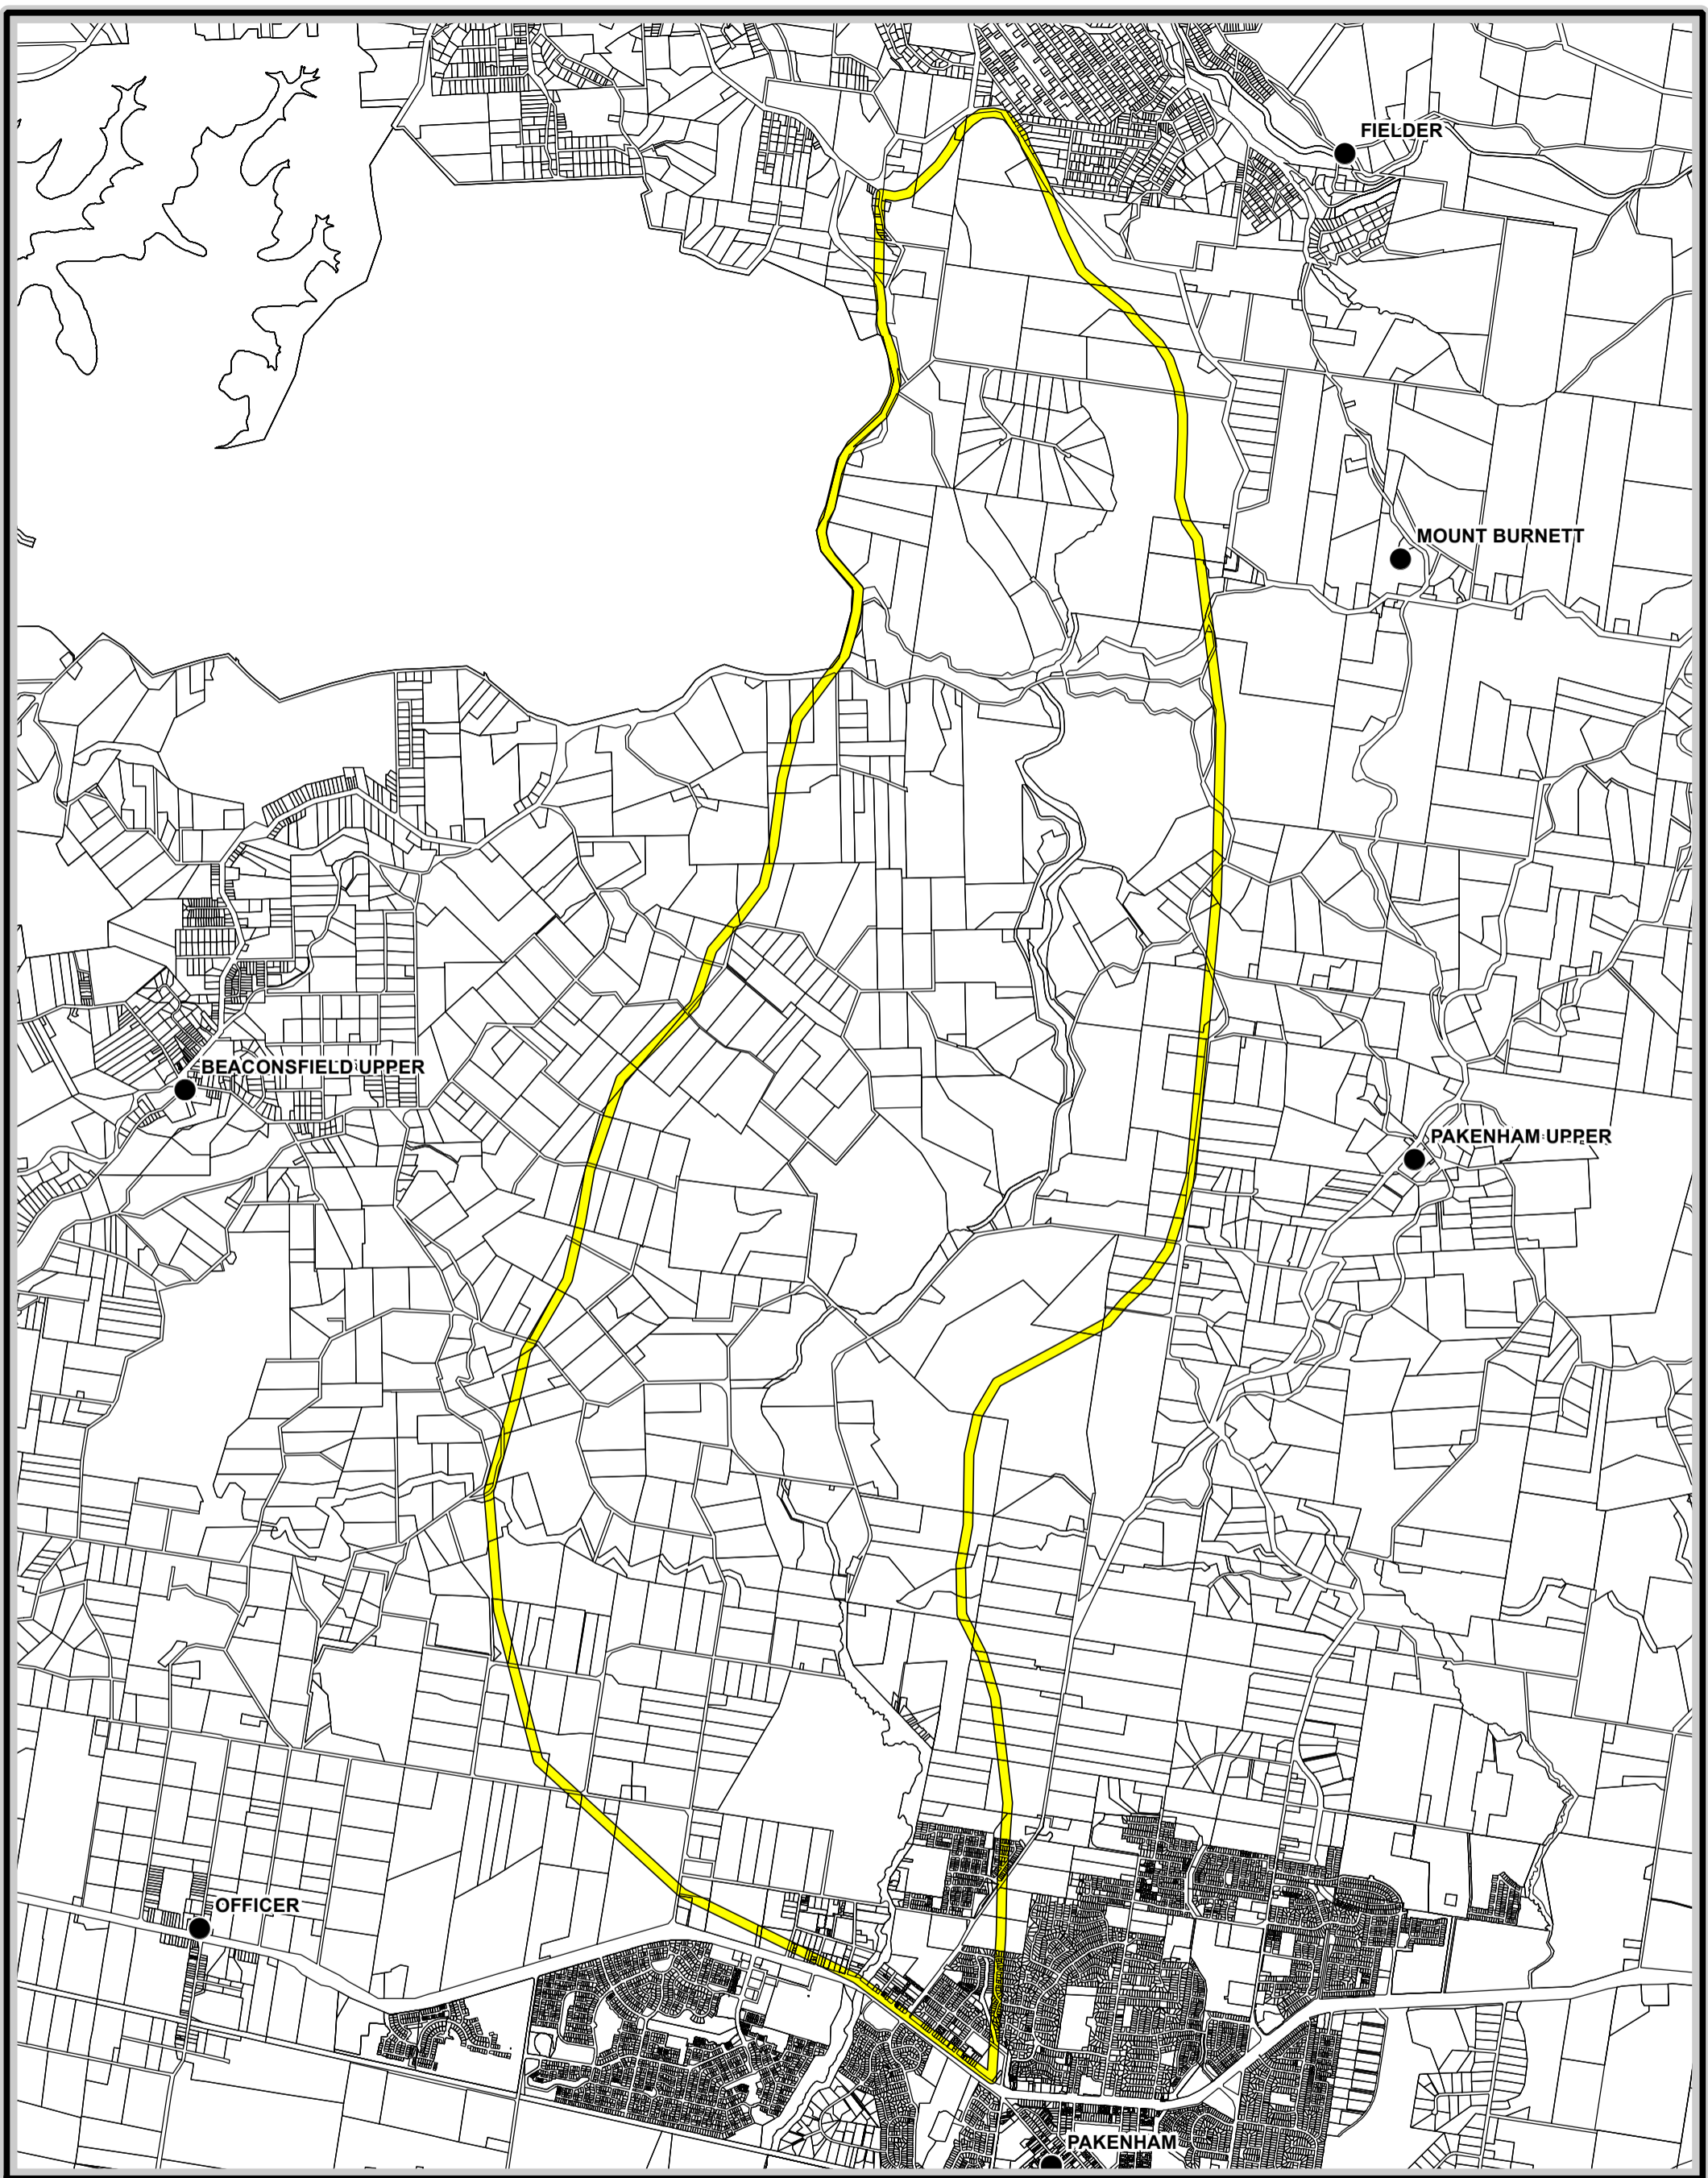 FIELDER
MOUNT BURNETT
BEACONSFIELD UPPER
PAKENHAM UPPER
OFFICER
PAKENHAM